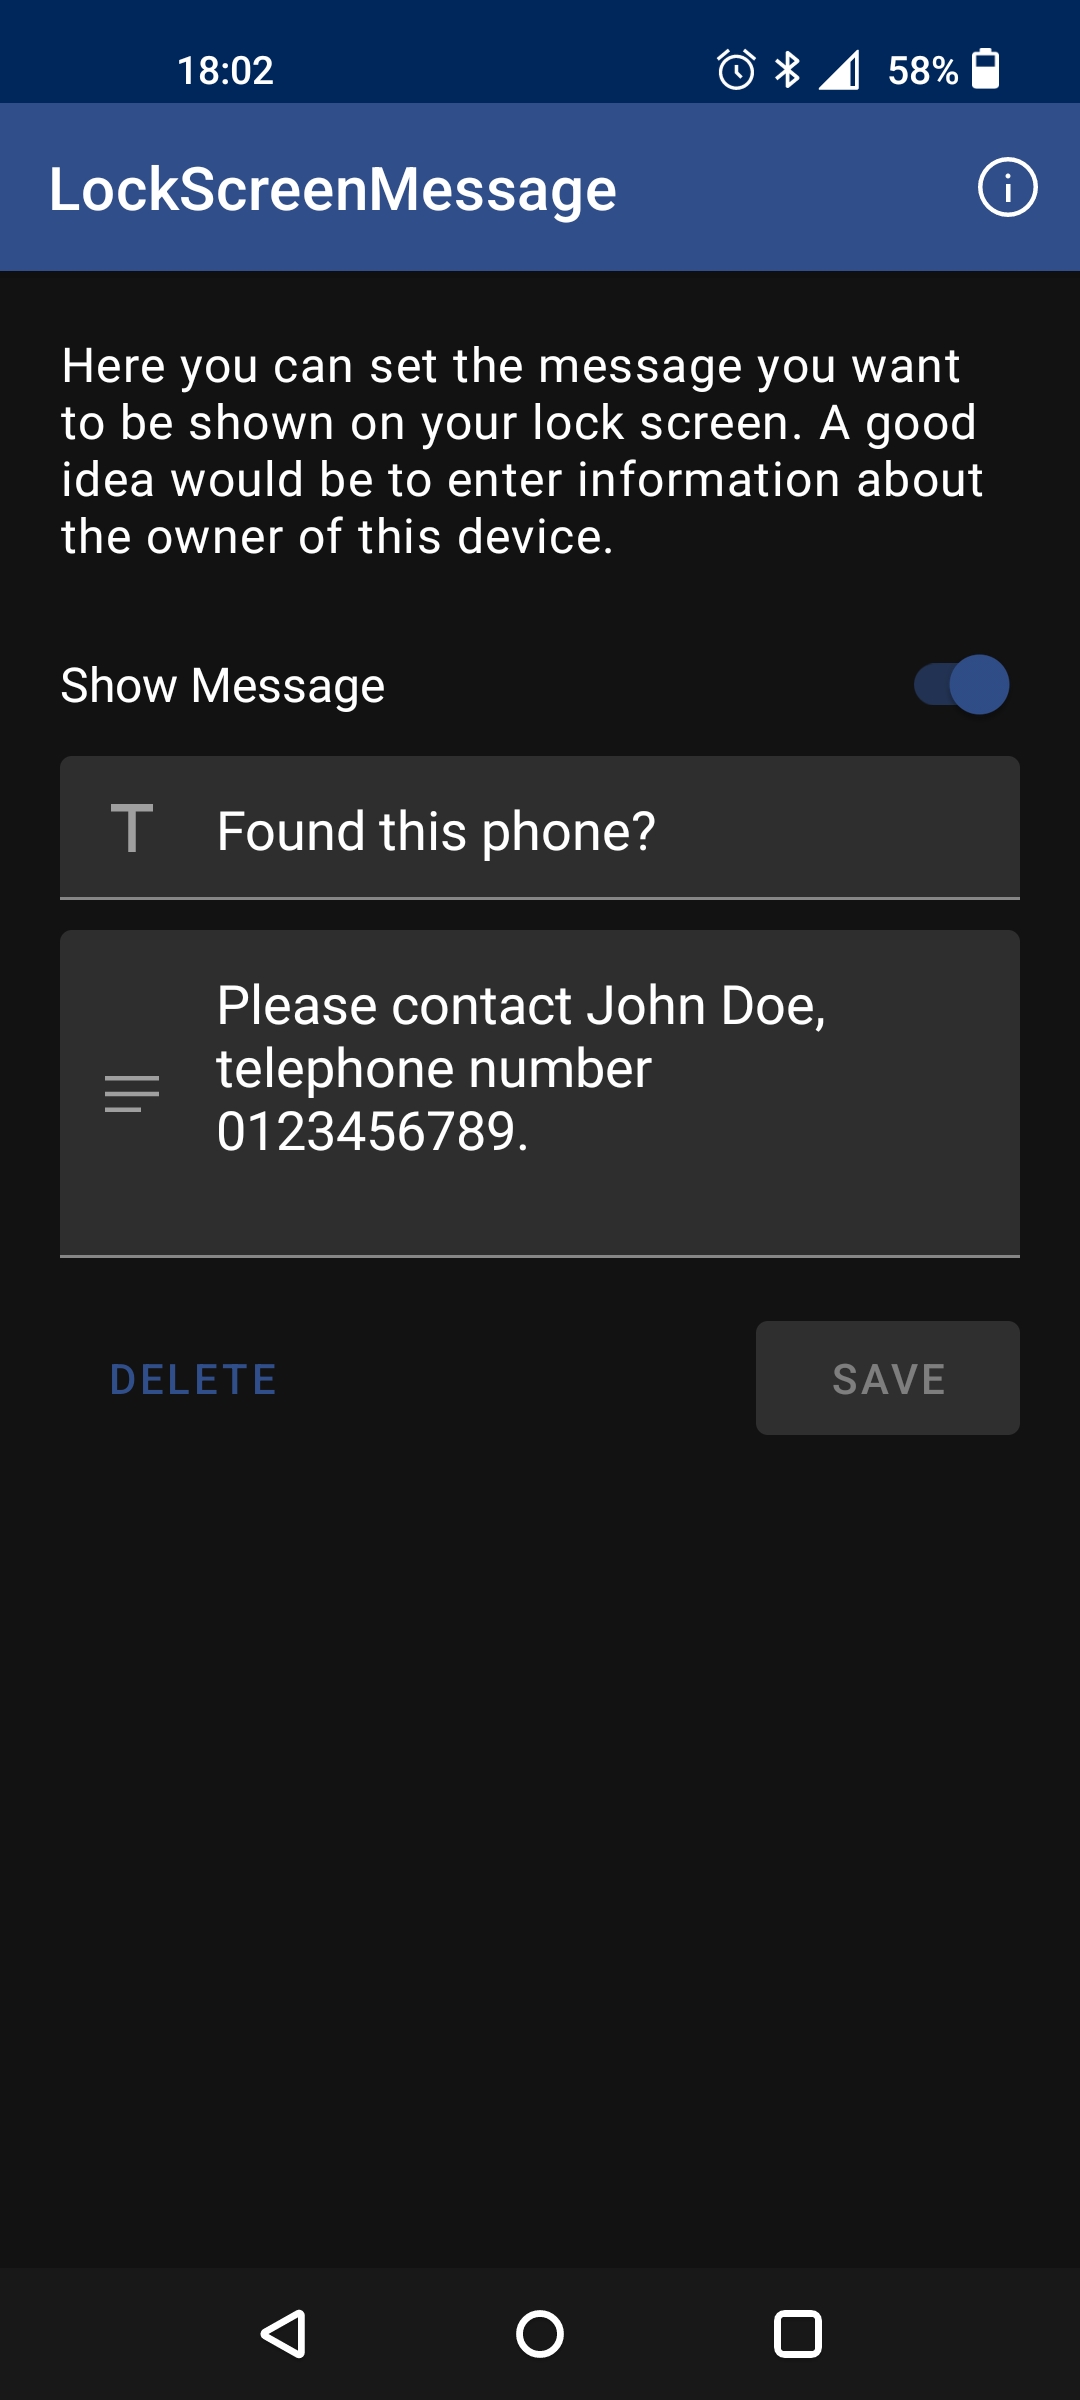 18:02
58%
LockScreenMessage
Here you can set the message you want
to be shown on your lock screen. A good
idea would be to enter information about
the owner of this device.
Show Message
Found this phone?
Please contact John Doe,
telephone number
0123456789.
DELETE
SAVE